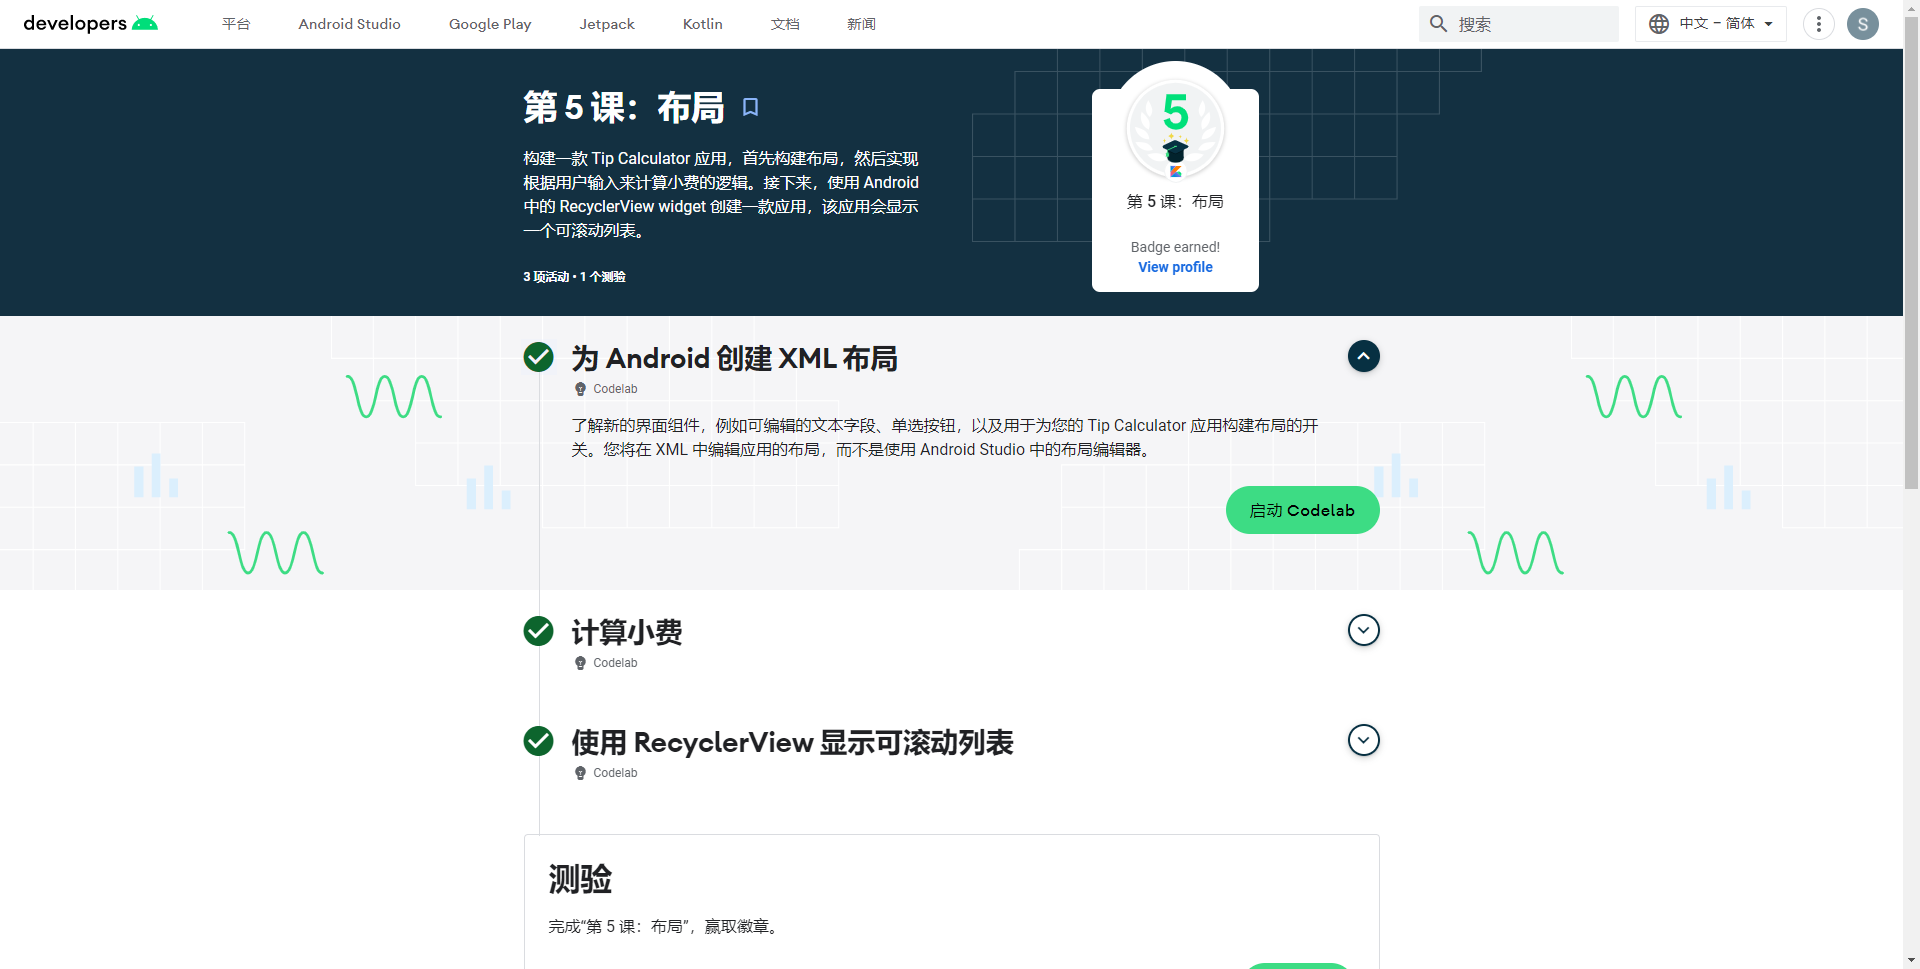 developers
平台
Android Studio
Google Play
Jetpack
Kotlin
文档
新闻
搜索
中文 – 简体
S
第 5 课：布局
构建一款 Tip Calculator 应用，首先构建布局，然后实现
根据用户输入来计算小费的逻辑。接下来，使用 Android
中的 RecyclerView widget 创建一款应用，该应用会显示
一个可滚动列表。
3 项活动 • 1 个测验
5
第 5 课：布局
Badge earned!
View profile
为 Android 创建 XML 布局
Codelab
了解新的界面组件，例如可编辑的文本字段、单选按钮，以及用于为您的 Tip Calculator 应用构建布局的开
关。您将在 XML 中编辑应用的布局，而不是使用 Android Studio 中的布局编辑器。
启动 Codelab
计算小费
Codelab
使用 RecyclerView 显示可滚动列表
Codelab
测验
完成“第 5 课：布局”，赢取徽章。